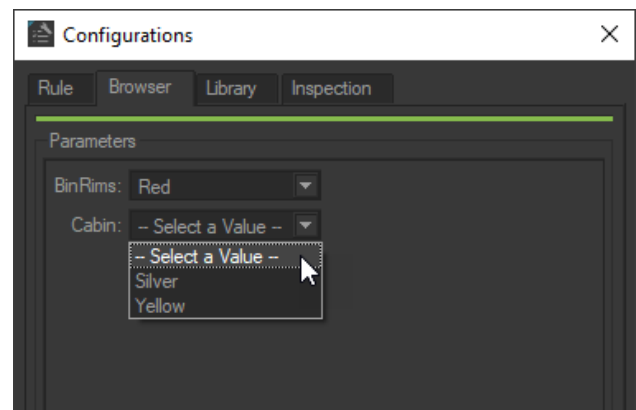 Configurations
Rule Browser Library Inspection
Parameters
BinRims: Red
Cabin: -- Select a Value --
-- Select a Value --
Silver
Yellow